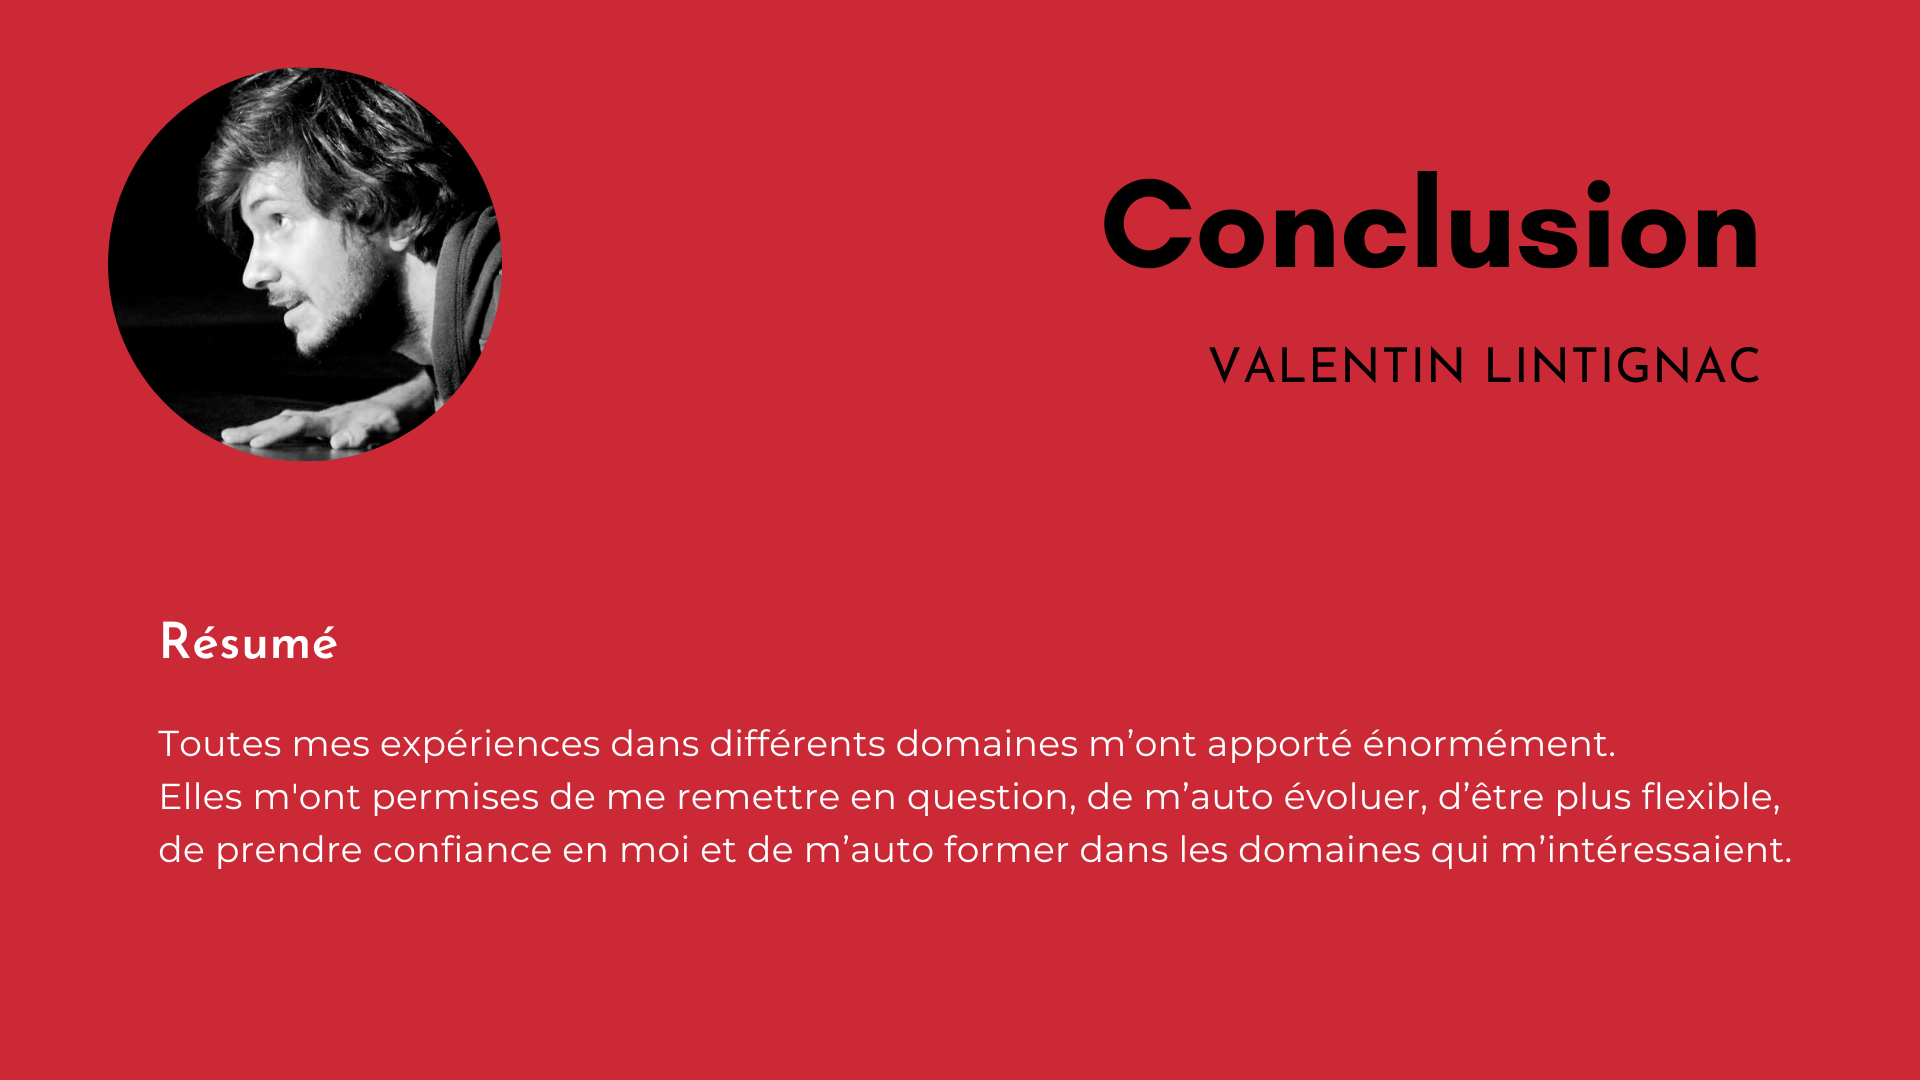 Conclusion
VALENTIN LINTIGNAC
Résumé
Toutes mes expériences dans différents domaines m’ont apporté énormément.
Elles m'ont permises de me remettre en question, de m’auto évoluer, d’être plus flexible,
de prendre confiance en moi et de m’auto former dans les domaines qui m’intéressaient.